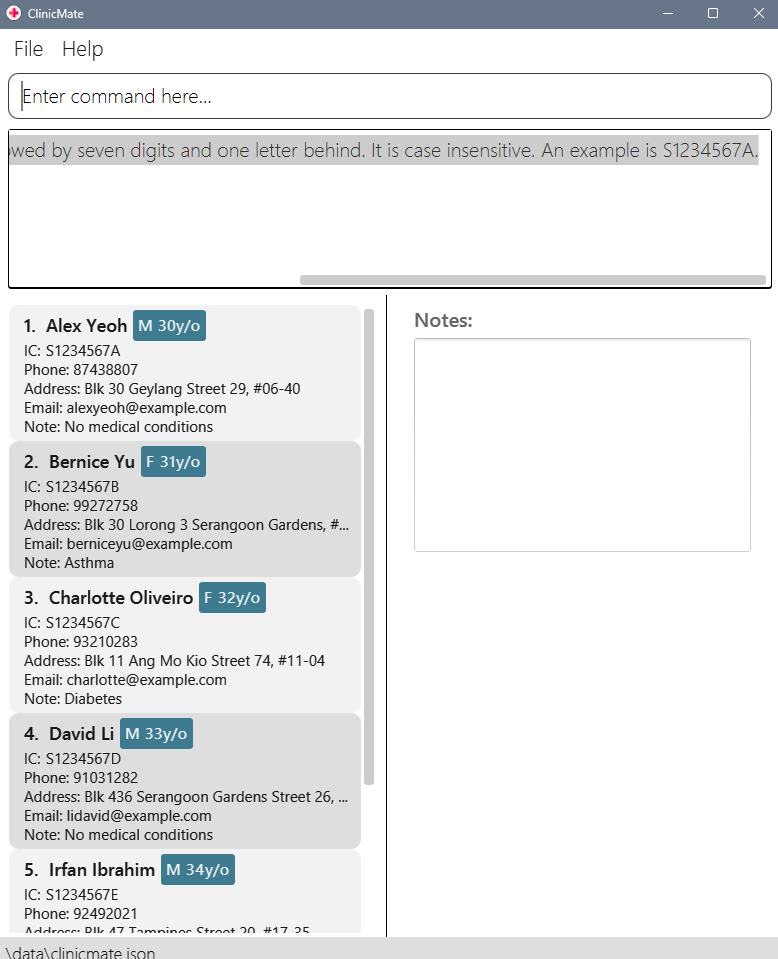 ClinicMate
File Help
Enter command here...
owed by seven digits and one letter behind. It is case insensitive. An example is S1234567A.
1. Alex Yeoh M 30y/o
IC: S1234567A
Phone: 87438807
Address: Blk 30 Geylang Street 29, #06-40
Email: alexyeoh@example.com
Note: No medical conditions
2. Bernice Yu F 31y/o
IC: S1234567B
Phone: 99272758
Address: Blk 30 Lorong 3 Serangoon Gardens, #...
Email: berniceyu@example.com
Note: Asthma
3. Charlotte Oliveiro F 32y/o
IC: S1234567C
Phone: 93210283
Address: Blk 11 Ang Mo Kio Street 74, #11-04
Email: charlotte@example.com
Note: Diabetes
4. David Li M 33y/o
IC: S1234567D
Phone: 91031282
Address: Blk 436 Serangoon Gardens Street 26, ...
Email: lidavid@example.com
Note: No medical conditions
5. Irfan Ibrahim M 34y/o
IC: S1234567E
Phone: 92492021
Address: Blk 47 Tampines Street 20, #17-35
Notes:
\data\clinicmate.json